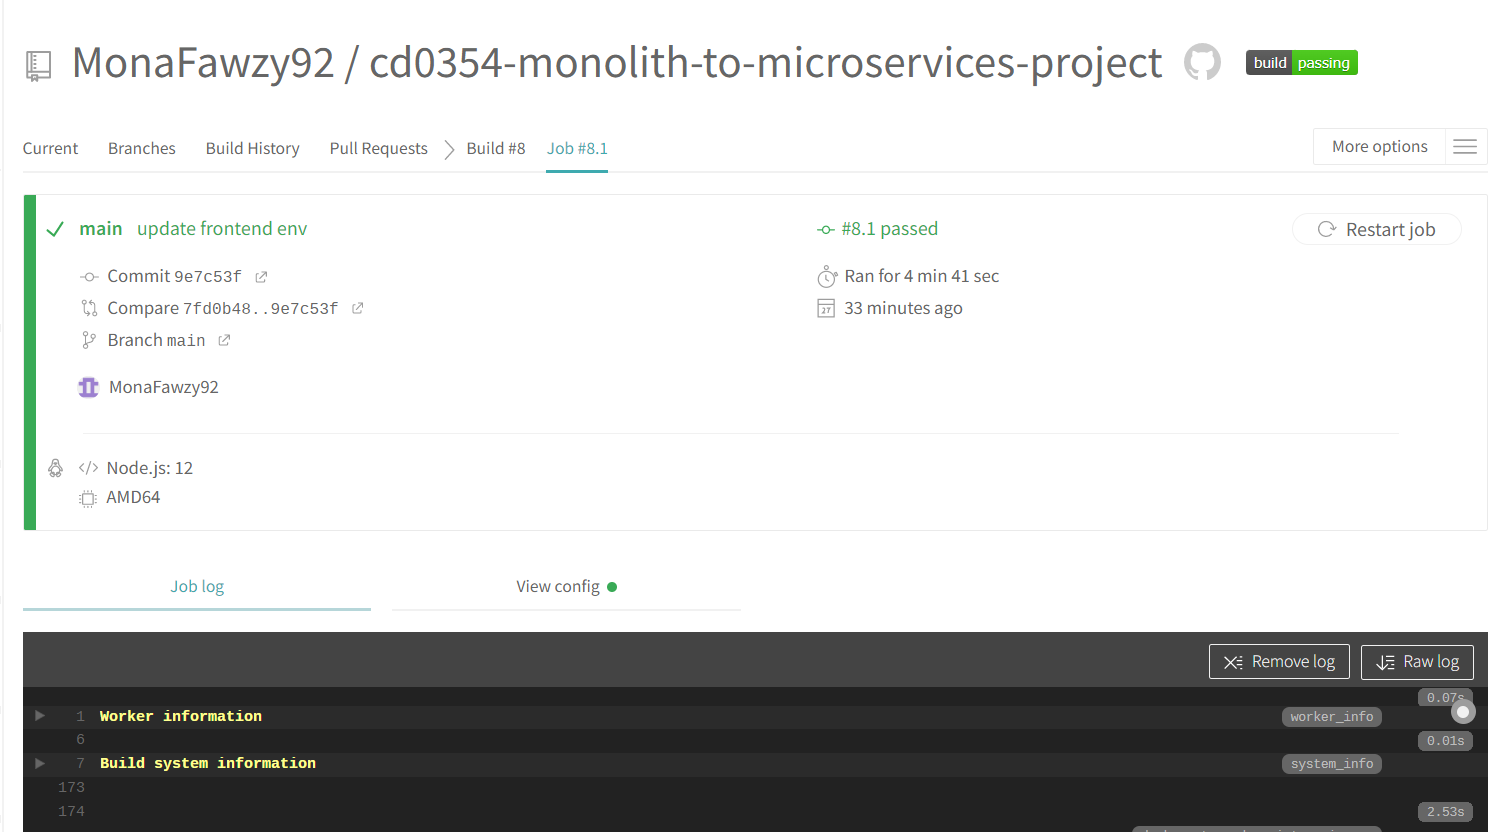 MonaFawzy92 / cd0354-monolith-to-microservices-project build passing
Current Branches Build History Pull Requests Build #8 Job #8.1 More options
main update frontend env #8.1 passed Restart job
Commit 9e7c53f Ran for 4 min 41 sec
Compare 7fd0b48..9e7c53f 33 minutes ago
Branch main
MonaFawzy92
Node.js: 12
AMD64
Job log View config
Remove log Raw log
0.07s
1 Worker information worker_info
6 0.01s
7 Build system information system_info
173
174 2.53s